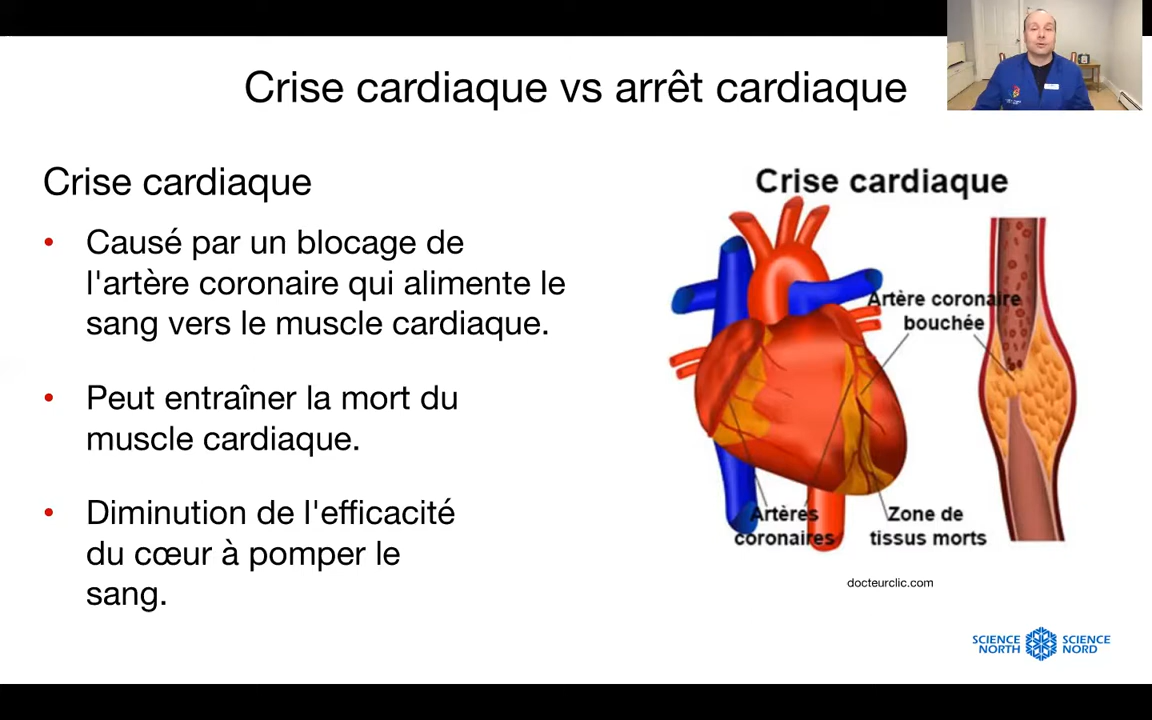 Crise cardiaque vs arrêt cardiaque
Crise cardiaque
• Causé par un blocage de
l'artère coronaire qui alimente le
sang vers le muscle cardiaque.
• Peut entraîner la mort du
muscle cardiaque.
• Diminution de l'efficacité
du cœur à pomper le
sang.
Crise cardiaque
Artère coronaire
bouchée
Artères
coronaires
Zone de
tissus morts
docteurclic.com
SCIENCE NORTH
SCIENCE NORD